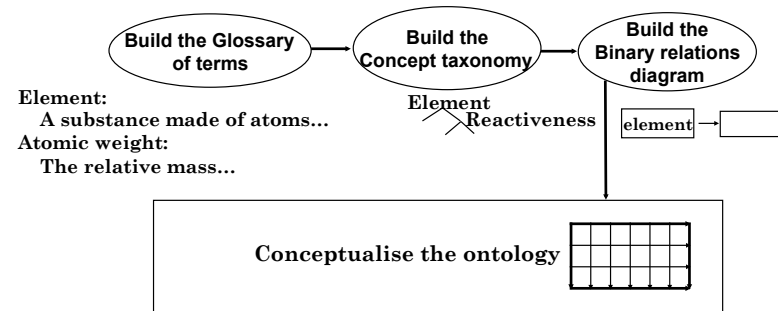 Build the Glossary
of terms
Build the
Concept taxonomy
Build the
Binary relations
diagram
Element:
A substance made of atoms...
Atomic weight:
The relative mass...
Element
Reactiveness
element
Conceptualise the ontology